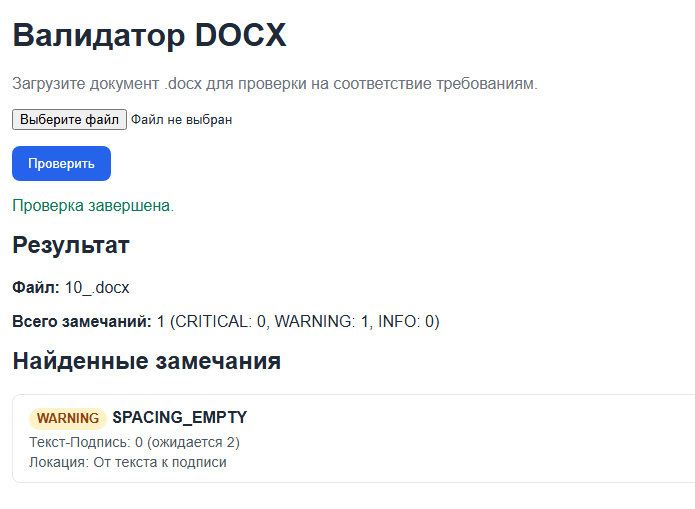 Валидатор DOCX
Загрузите документ .docx для проверки на соответствие требованиям.
Выберите файл Файл не выбран
Проверить
Проверка завершена.
Результат
Файл: 10_.docx
Всего замечаний: 1 (CRITICAL: 0, WARNING: 1, INFO: 0)
Найденные замечания
WARNING SPACING_EMPTY
Текст-Подпись: 0 (ожидается 2)
Локация: От текста к подписи